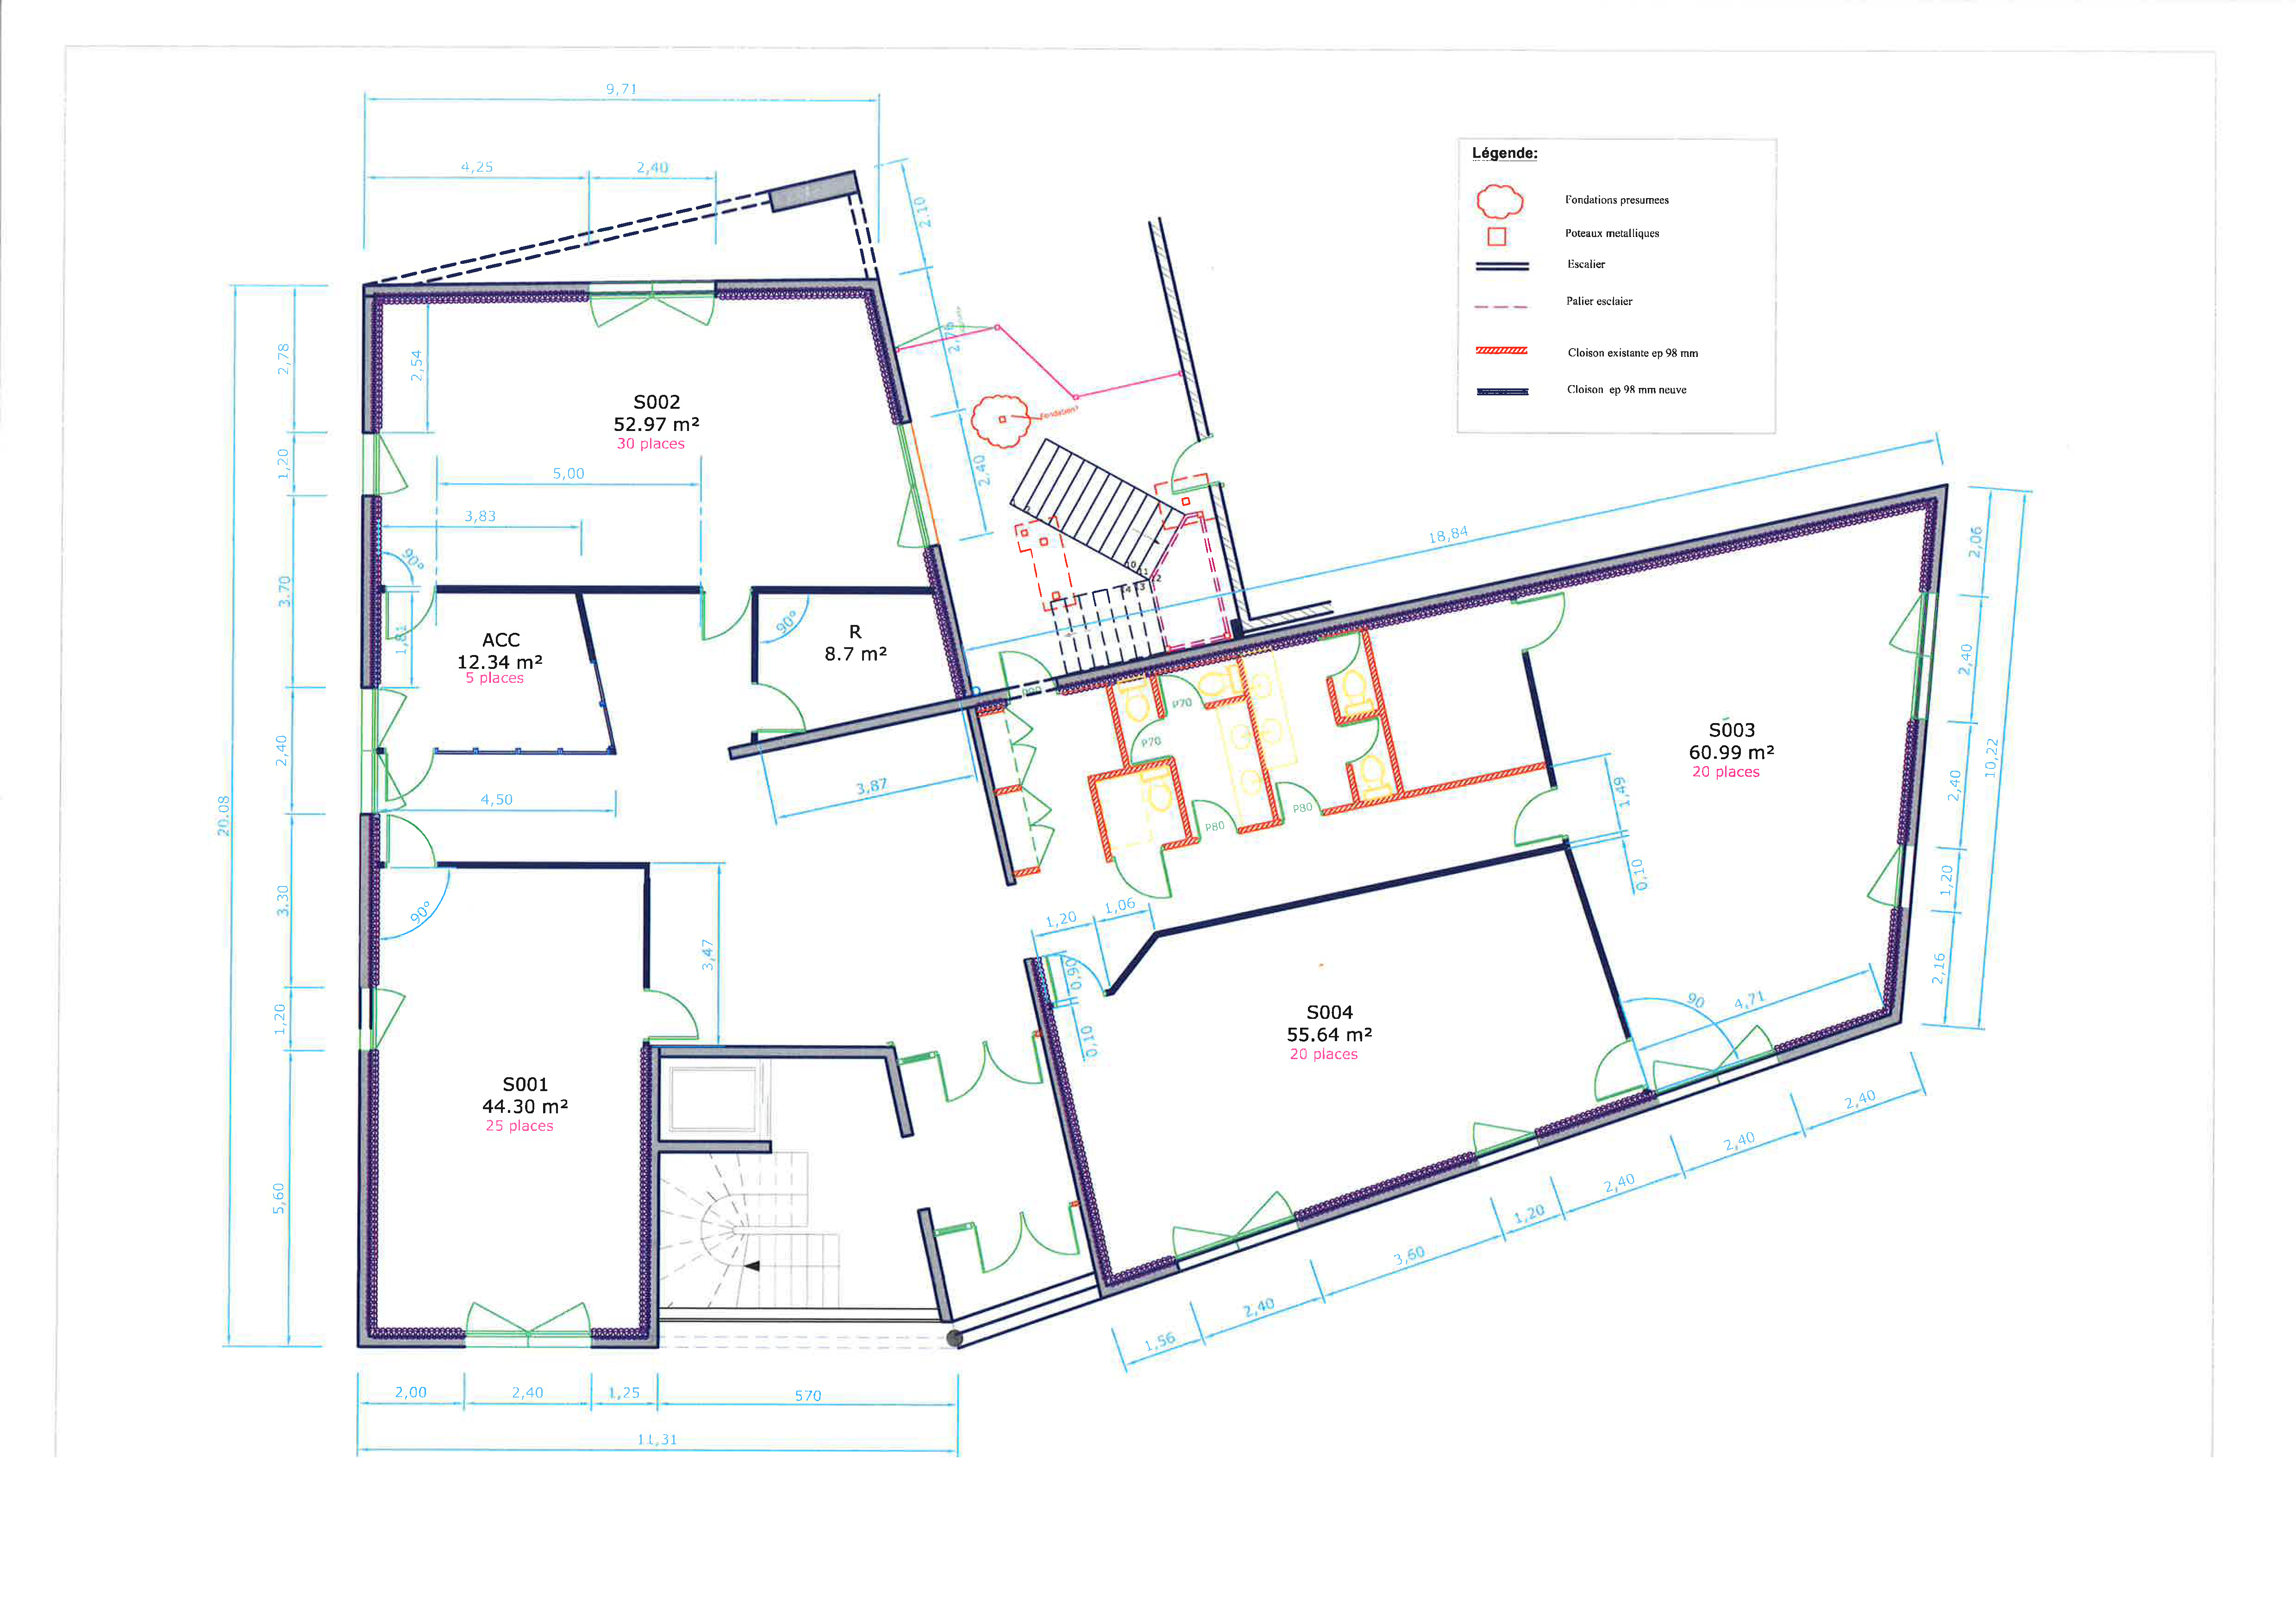 9,71
4,25
2,40
2.10
Légende:
Fondations presumees
Poteaux metalliques
Escalier
Palier esclaier
Cloison existante ep 98 mm
Cloison ep 98 mm neuve
2,78
2,54
S002
52.97 m²
30 places
Fondation?
1,20
5,00
2.40
3,83
90°
18,84
2,06
10
11
12
14
13
3.70
1,81
ACC
12.34 m²
5 places
90°
R
8.7 m²
2,40
P70
P70
S003
60.99 m²
20 places
10,22
2,40
2,40
4,50
3,87
1,49
P80
P80
20.08
1,20
0,10
3.30
90°
3,47
1,20
1,06
0,90
2,16
90
4,71
1,20
S004
55.64 m²
20 places
0,10
S001
44.30 m²
25 places
5,60
2,40
2,40
2,40
1,20
3,60
2,40
1,56
2,00
2,40
1,25
570
11,31